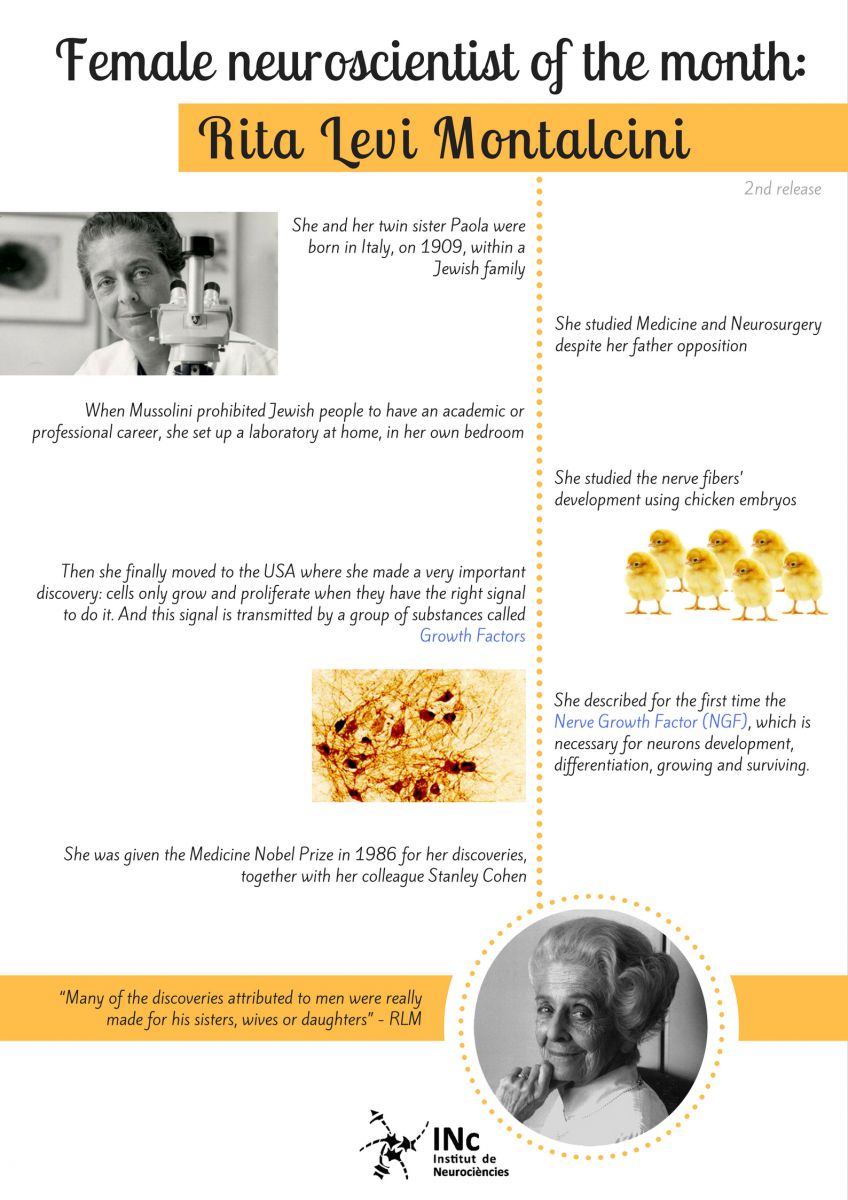 Female neuroscientist of the month:
Rita Levi Montalcini
2nd release
She and her twin sister Paola were
born in Italy, on 1909, within a
Jewish family
She studied Medicine and Neurosurgery
despite her father opposition
When Mussolini prohibited Jewish people to have an academic or
professional career, she set up a laboratory at home, in her own bedroom
She studied the nerve fibers'
development using chicken embryos
Then she finally moved to the USA where she made a very important
discovery: cells only grow and proliferate when they have the right signal
to do it. And this signal is transmitted by a group of substances called
Growth Factors
She described for the first time the
Nerve Growth Factor (NGF), which is
necessary for neurons development,
differentiation, growing and surviving.
She was given the Medicine Nobel Prize in 1986 for her discoveries,
together with her colleague Stanley Cohen
“Many of the discoveries attributed to men were really
made for his sisters, wives or daughters” - RLM
INc
Institut de
Neurociències